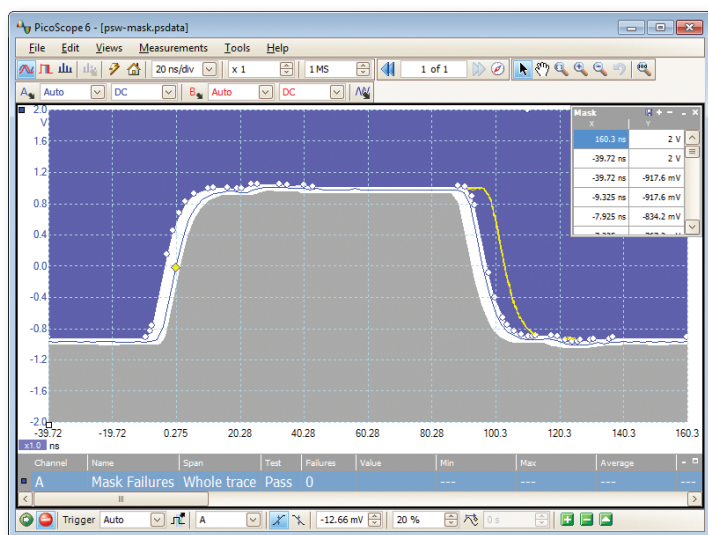 PicoScope 6 - [psw-mask.psdata]
File Edit Views Measurements Tools Help
20 ns/div x 1 1 MS 1 of 1
A Auto DC B Auto DC
Mask
X Y
160.3 ns 2 V
-39.72 ns 2 V
-39.72 ns -917.6 mV
-9.325 ns -917.6 mV
-7.925 ns -834.2 mV
2.0
V
1.6
1.2
0.8
0.4
0.0
-0.4
-0.8
-1.2
-1.6
-2.0
-39.72 -19.72 0.275 20.28 40.28 60.28 80.28 100.3 120.3 140.3 160.3
x1.0 ns
Channel Name Span Test Failures Value Min Max Average
A Mask Failures Whole trace Pass 0 --- --- ---
Trigger Auto A -12.66 mV 20 % 0 s